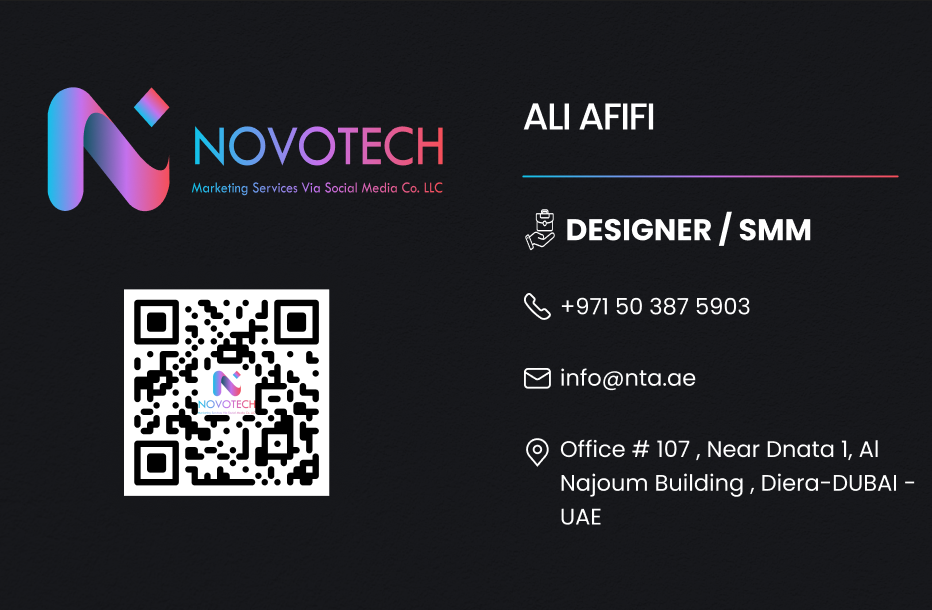 NOVOTECH
Marketing Services Via Social Media Co. LLC
NOVOTECH
ALI AFIFI
DESIGNER / SMM
+971 50 387 5903
info@nta.ae
Office # 107 , Near Dnata 1, Al
Najoum Building , Diera-DUBAI -
UAE